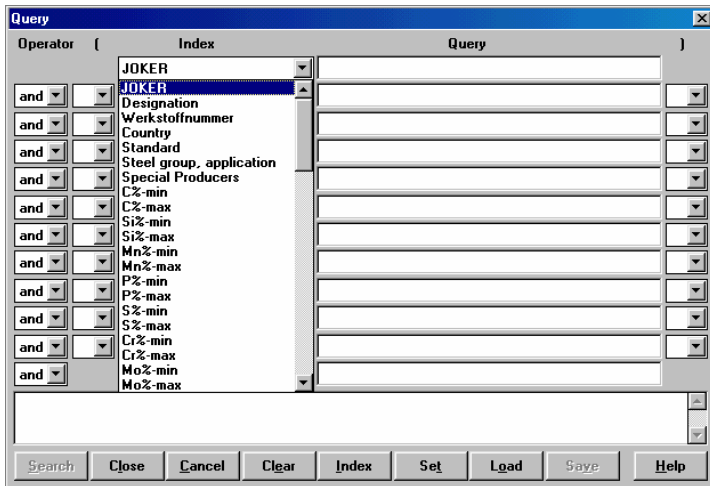 Query
Operator ( Index Query )
JOKER
JOKER
and
Designation
Werkstoffnummer
and
Country
Standard
and
Steel group, application
Special Producers
and
C%-min
C%-max
and
Si%-min
Si%-max
and
Mn%-min
Mn%-max
and
P%-min
P%-max
and
S%-min
S%-max
and
Cr%-min
Cr%-max
and
Mo%-min
Mo%-max
and
Search Close Cancel Clear Index Set Load Save Help